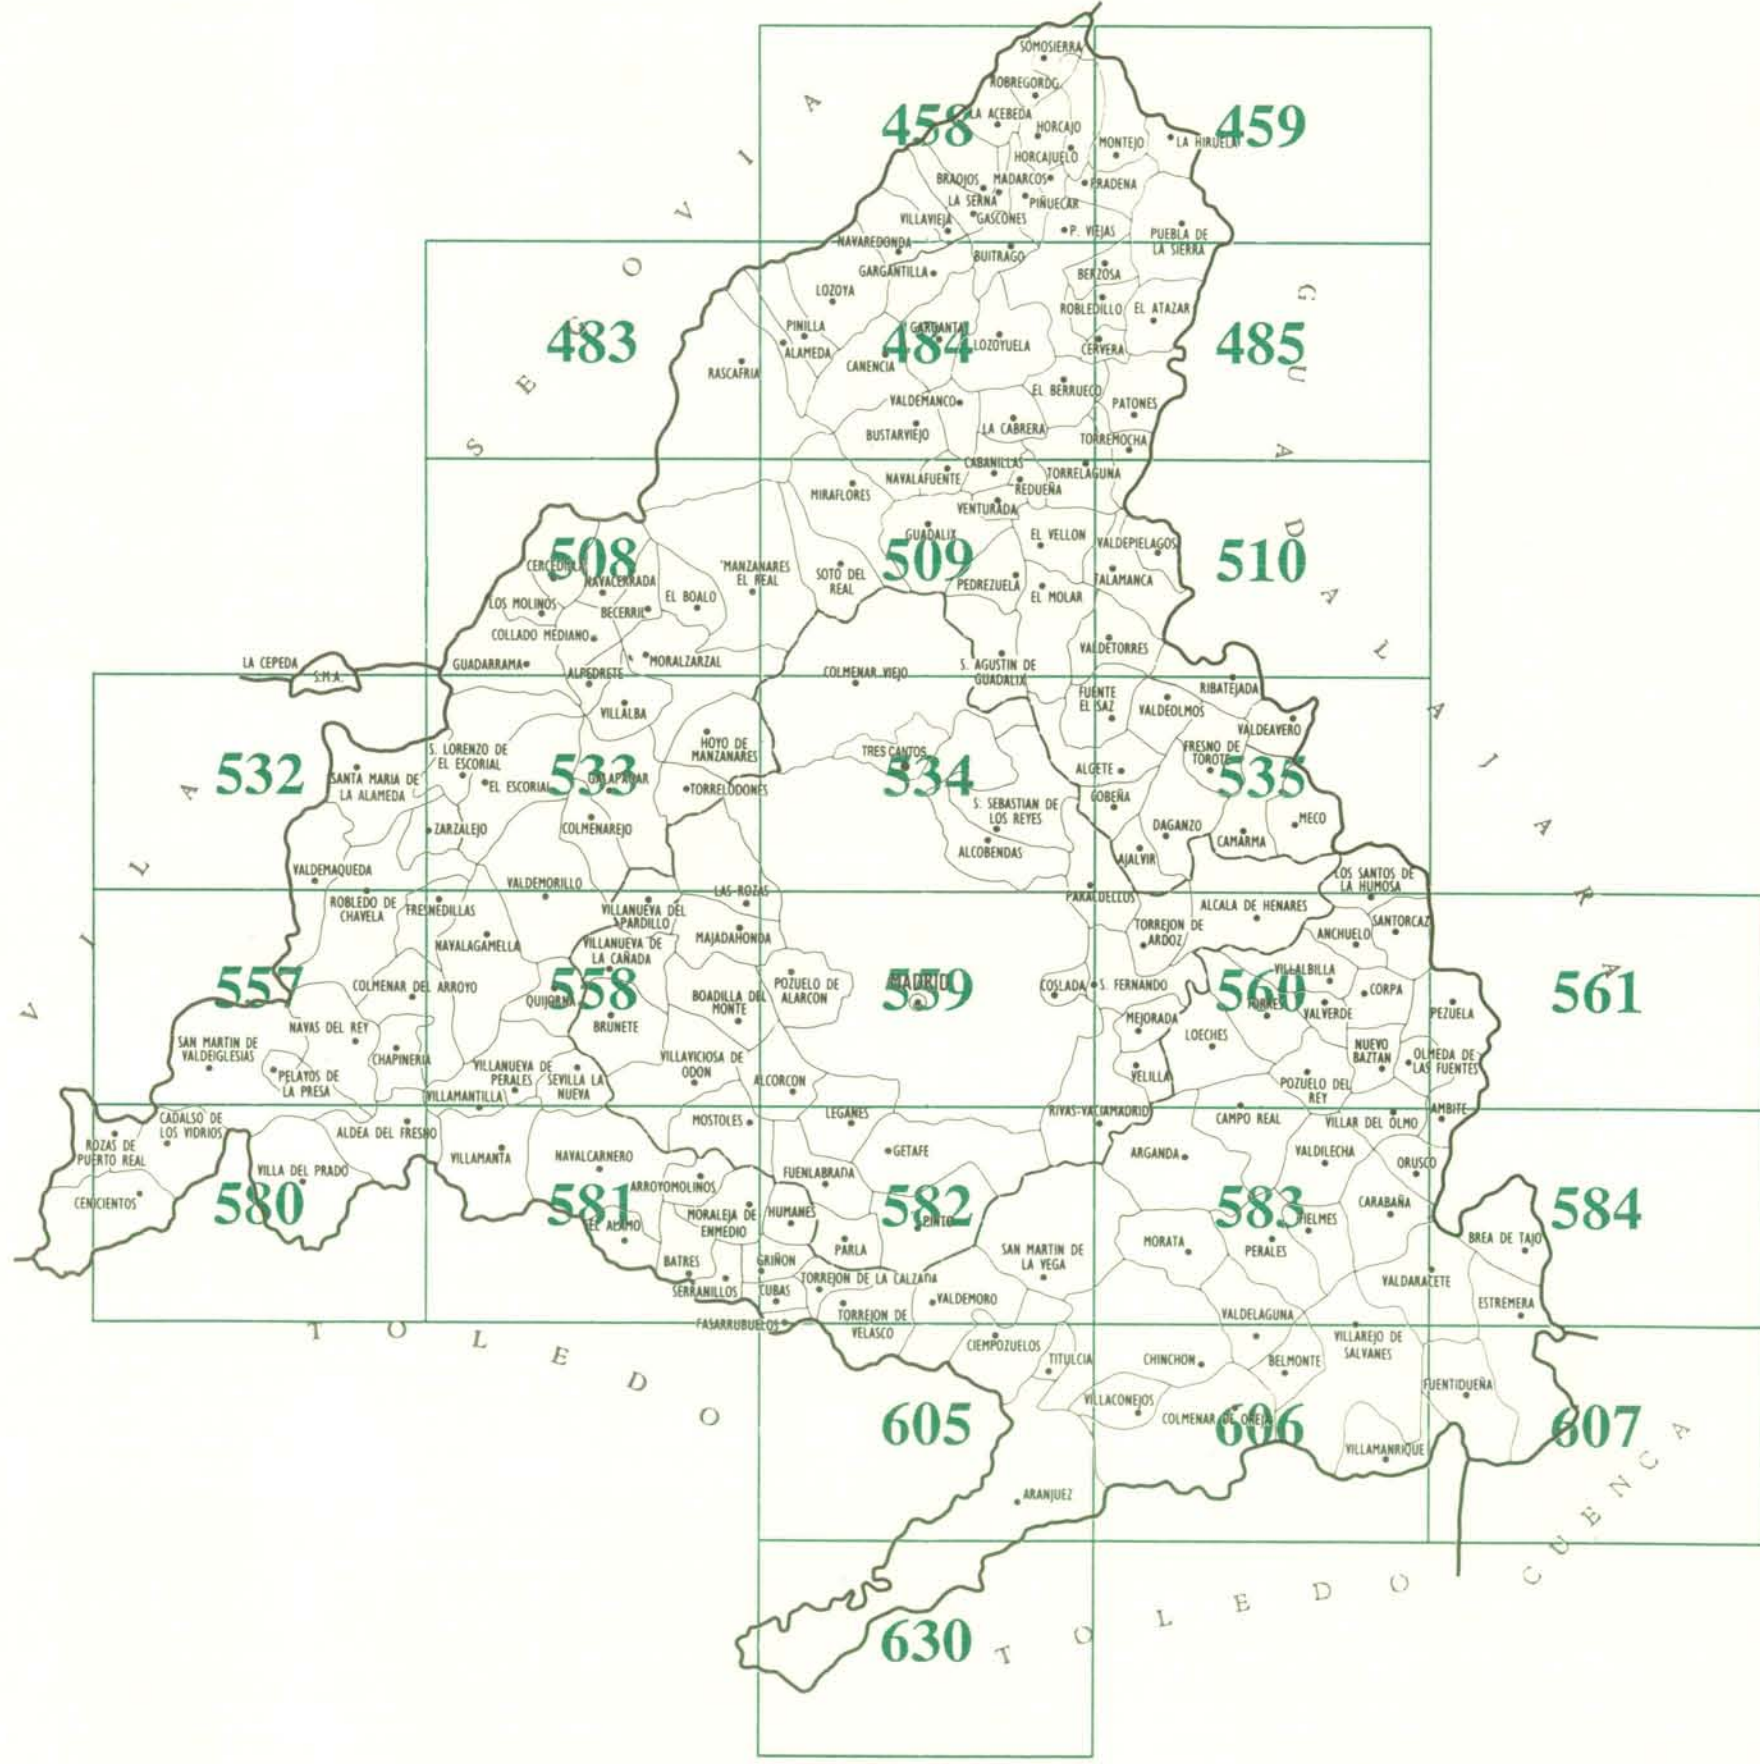 SOMOSIERRA
ROBREGORDO
LA ACEBEDA
458
459
HORCAJO
MONTEJO
LA HIRUELA
HORCAJUELO
BRAOJOS
MADARCOS
PRADENA
LA SERNA
PIÑUECAR
VILLAVIEJA
GASCONES
P. VIEJAS
PUEBLA DE
LA SIERRA
NAVAREDONDA
BUITRAGO
GARGANTILLA
BERZOSA
LOZOYA
ROBLEDILLO
EL ATAZAR
PINILLA
GARGANTA
483
484
485
ALAMEDA
LOZOYUELA
CERVERA
RASCAFRIA
CANENCIA
EL BERRUECO
VALDEMANCO
PATONES
BUSTARVIEJO
LA CABRERA
TORREMOCHA
CABANILLAS
TORRELAGUNA
NAVALAFUENTE
REDUEÑA
MIRAFLORES
VENTURADA
GUADALIX
EL VELLON
VALDEPIELAGOS
508
509
510
CERCEDILLA
NAVACERRADA
MANZANARES
EL REAL
SOTO DEL
REAL
PEDREZUELA
TALAMANCA
EL MOLAR
LOS MOLINOS
BECERRIL
EL BOALO
COLLADO MEDIANO
VALDETORRES
LA CEPEDA
S.M.A.
GUADARRAMA
ALPEDRETE
MORALZARZAL
COLMENAR VIEJO
S. AGUSTIN DE
GUADALIX
VILLALBA
FUENTE
EL SAZ
RIBATEJADA
VALDEOLMOS
VALDEAVERO
S. LORENZO DE
EL ESCORIAL
HOYO DE
MANZANARES
TRES CANTOS
FRESNO DE
TOROTE
532
533
534
535
SANTA MARIA DE
LA ALAMEDA
EL ESCORIAL
GALAPAGAR
TORRELODONES
ALGETE
COBEÑA
S. SEBASTIAN DE
LOS REYES
ZARZALEJO
COLMENAREJO
DAGANZO
MECO
CAMARMA
ALCOBENDAS
AJALVIR
VALDEMAQUEDA
VALDEMORILLO
LAS ROZAS
PARACUELLOS
LOS SANTOS DE
LA HUMOSA
ROBLEDO DE
CHAVELA
FRESNEDILLAS
VILLANUEVA DEL
PARDILLO
ALCALA DE HENARES
SANTORCAZ
NAVALAGAMELLA
VILLANUEVA DE
LA CAÑADA
MAJADAHONDA
TORREJON DE
ARDOZ
ANCHUELO
557
558
559
560
561
COLMENAR DEL ARROYO
QUIJORNA
BOADILLA DEL
MONTE
POZUELO DE
ALARCON
MADRID
COSLADA
S. FERNANDO
VILLALBILLA
TORRES
CORPA
VALVERDE
PEZUELA
NAVAS DEL REY
BRUNETE
MEJORADA
LOECHES
SAN MARTIN DE
VALDEIGLESIAS
CHAPINERIA
PELAYOS DE
LA PRESA
VILLANUEVA DE
PERALES
SEVILLA LA
NUEVA
VILLAVICIOSA DE
ODON
ALCORCON
VELILLA
NUEVO
BAZTAN
OLMEDA DE
LAS FUENTES
POZUELO DEL
REY
VILLAMANTILLA
CADALSO DE
LOS VIDRIOS
ALDEA DEL FRESNO
MOSTOLES
LEGANES
RIVAS-VACIAMADRID
CAMPO REAL
VILLAR DEL OLMO
AMBITE
ROZAS DE
PUERTO REAL
VILLA DEL PRADO
VILLAMANTA
NAVALCARNERO
GETAFE
ARGANDA
VALDILECHA
ORUSCO
CENICIENTOS
ARROYOMOLINOS
FUENLABRADA
CARABAÑA
580
581
582
583
584
EL ALAMO
MORALEJA DE
ENMEDIO
HUMANES
PINTO
TIELMES
PARLA
MORATA
PERALES
BREA DE TAJO
BATRES
GRIÑON
SAN MARTIN DE
LA VEGA
VALDARACETE
SERRANILLOS
CUBAS
TORREJON DE LA CALZADA
VALDEMORO
ESTREMERA
CASARRUBUELOS
TORREJON DE
VELASCO
VALDELAGUNA
CIEMPOZUELOS
VILLAREJO DE
SALVANES
TITULCIA
CHINCHON
BELMONTE
FUENTIDUEÑA
VILLACONEJOS
605
606
607
COLMENAR DE OREJA
VILLAMANRIQUE
ARANJUEZ
630
SEGOVIA
GUADALAJARA
AVILA
TOLEDO
TOLEDO
CUENCA